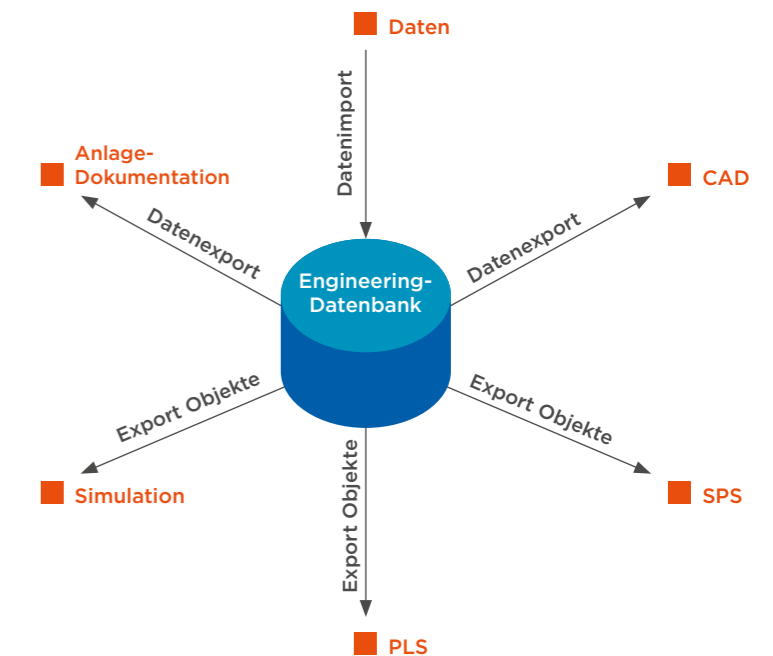 Daten
Datenimport
Anlage-
Dokumentation
CAD
Datenexport
Datenexport
Engineering-
Datenbank
Export Objekte
Export Objekte
Export Objekte
Simulation
SPS
PLS